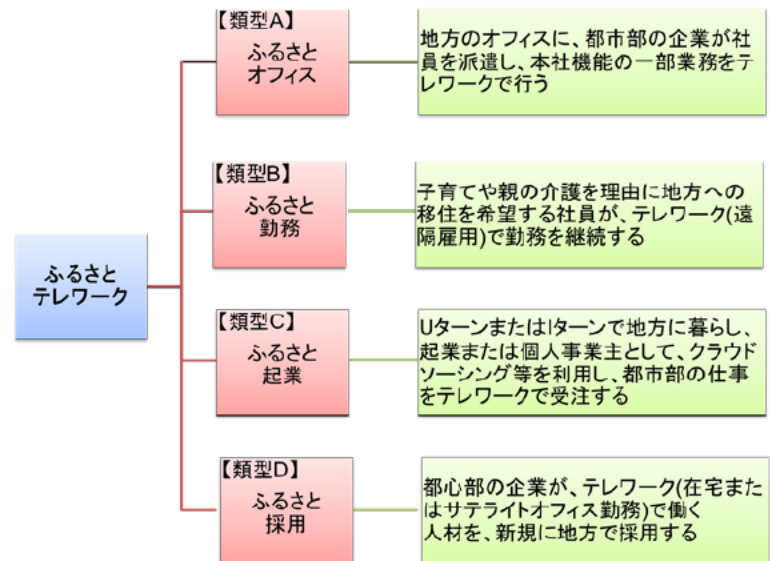 ふるさと
テレワーク
【類型A】
ふるさと
オフィス
地方のオフィスに、都市部の企業が社
員を派遣し、本社機能の一部業務をテ
レワークで行う
【類型B】
ふるさと
勤務
子育てや親の介護を理由に地方への
移住を希望する社員が、テレワーク(遠
隔雇用)で勤務を継続する
【類型C】
ふるさと
起業
UターンまたはIターンで地方に暮らし、
起業または個人事業主として、クラウド
ソーシング等を利用し、都市部の仕事
をテレワークで受注する
【類型D】
ふるさと
採用
都心部の企業が、テレワーク(在宅また
はサテライトオフィス勤務)で働く
人材を、新規に地方で採用する